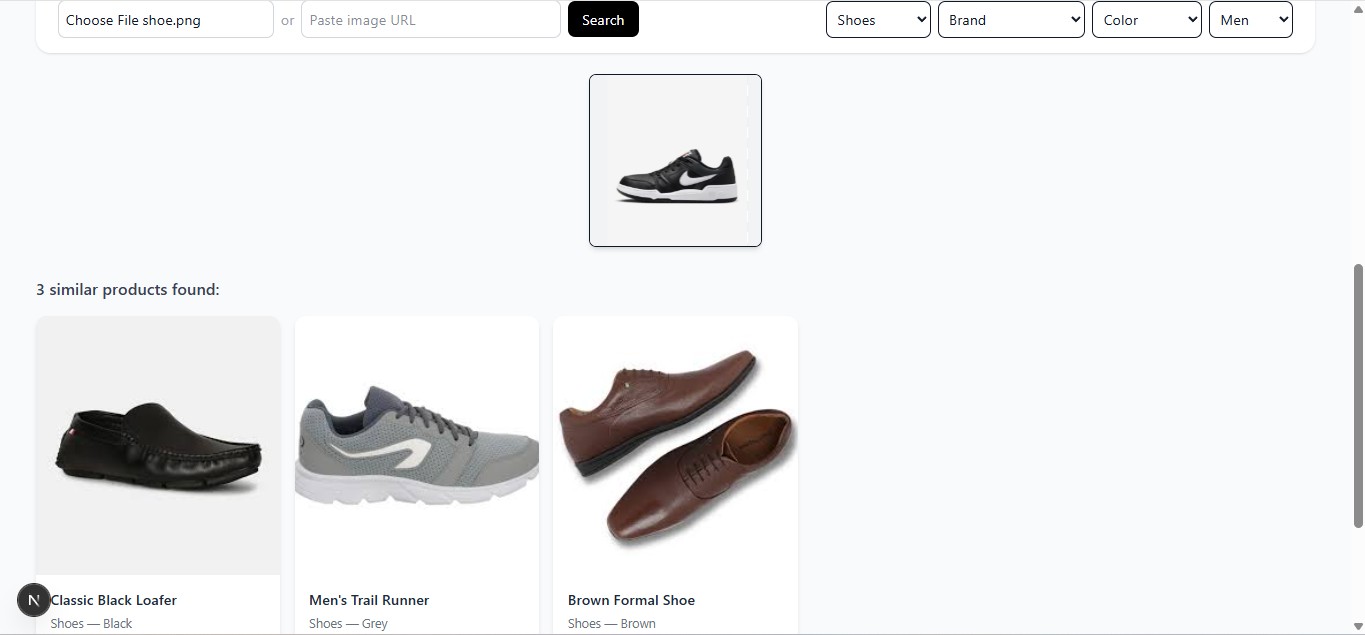 Choose File shoe.png or Paste image URL Search Shoes Brand Color Men
3 similar products found:
Classic Black Loafer Men's Trail Runner Brown Formal Shoe
Shoes — Black Shoes — Grey Shoes — Brown
N